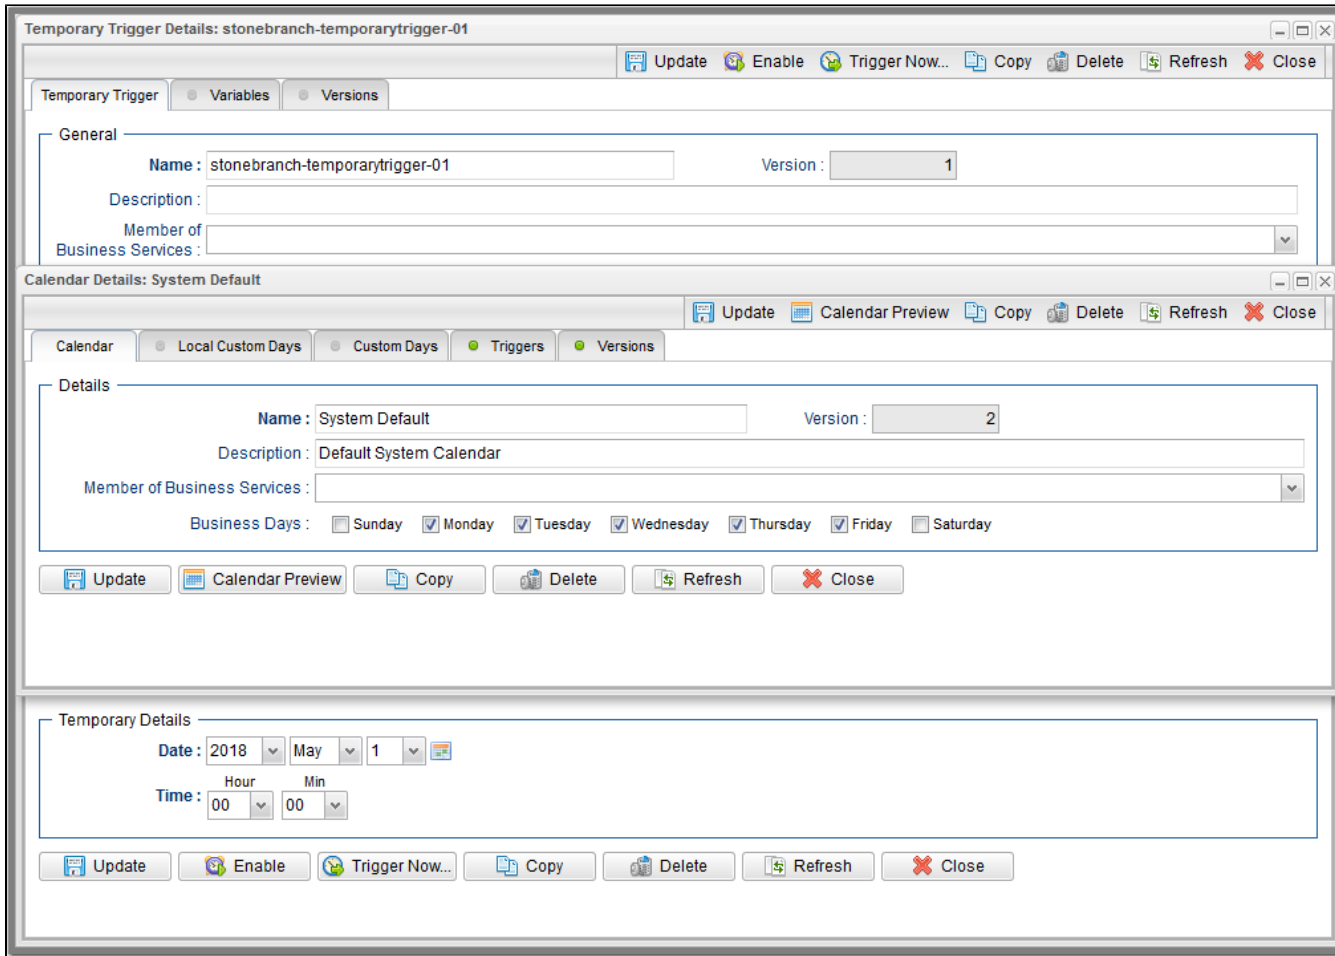 Temporary Trigger Details: stonebranch-temporarytrigger-01
Update Enable Trigger Now... Copy Delete Refresh Close
Temporary Trigger Variables Versions
General
Name : stonebranch-temporarytrigger-01 Version : 1
Description :
Member of
Business Services :
Calendar Details: System Default
Update Calendar Preview Copy Delete Refresh Close
Calendar Local Custom Days Custom Days Triggers Versions
Details
Name : System Default Version : 2
Description : Default System Calendar
Member of Business Services :
Business Days : Sunday Monday Tuesday Wednesday Thursday Friday Saturday
Update Calendar Preview Copy Delete Refresh Close
Temporary Details
Date : 2018 May 1
Hour Min
Time : 00 00
Update Enable Trigger Now... Copy Delete Refresh Close